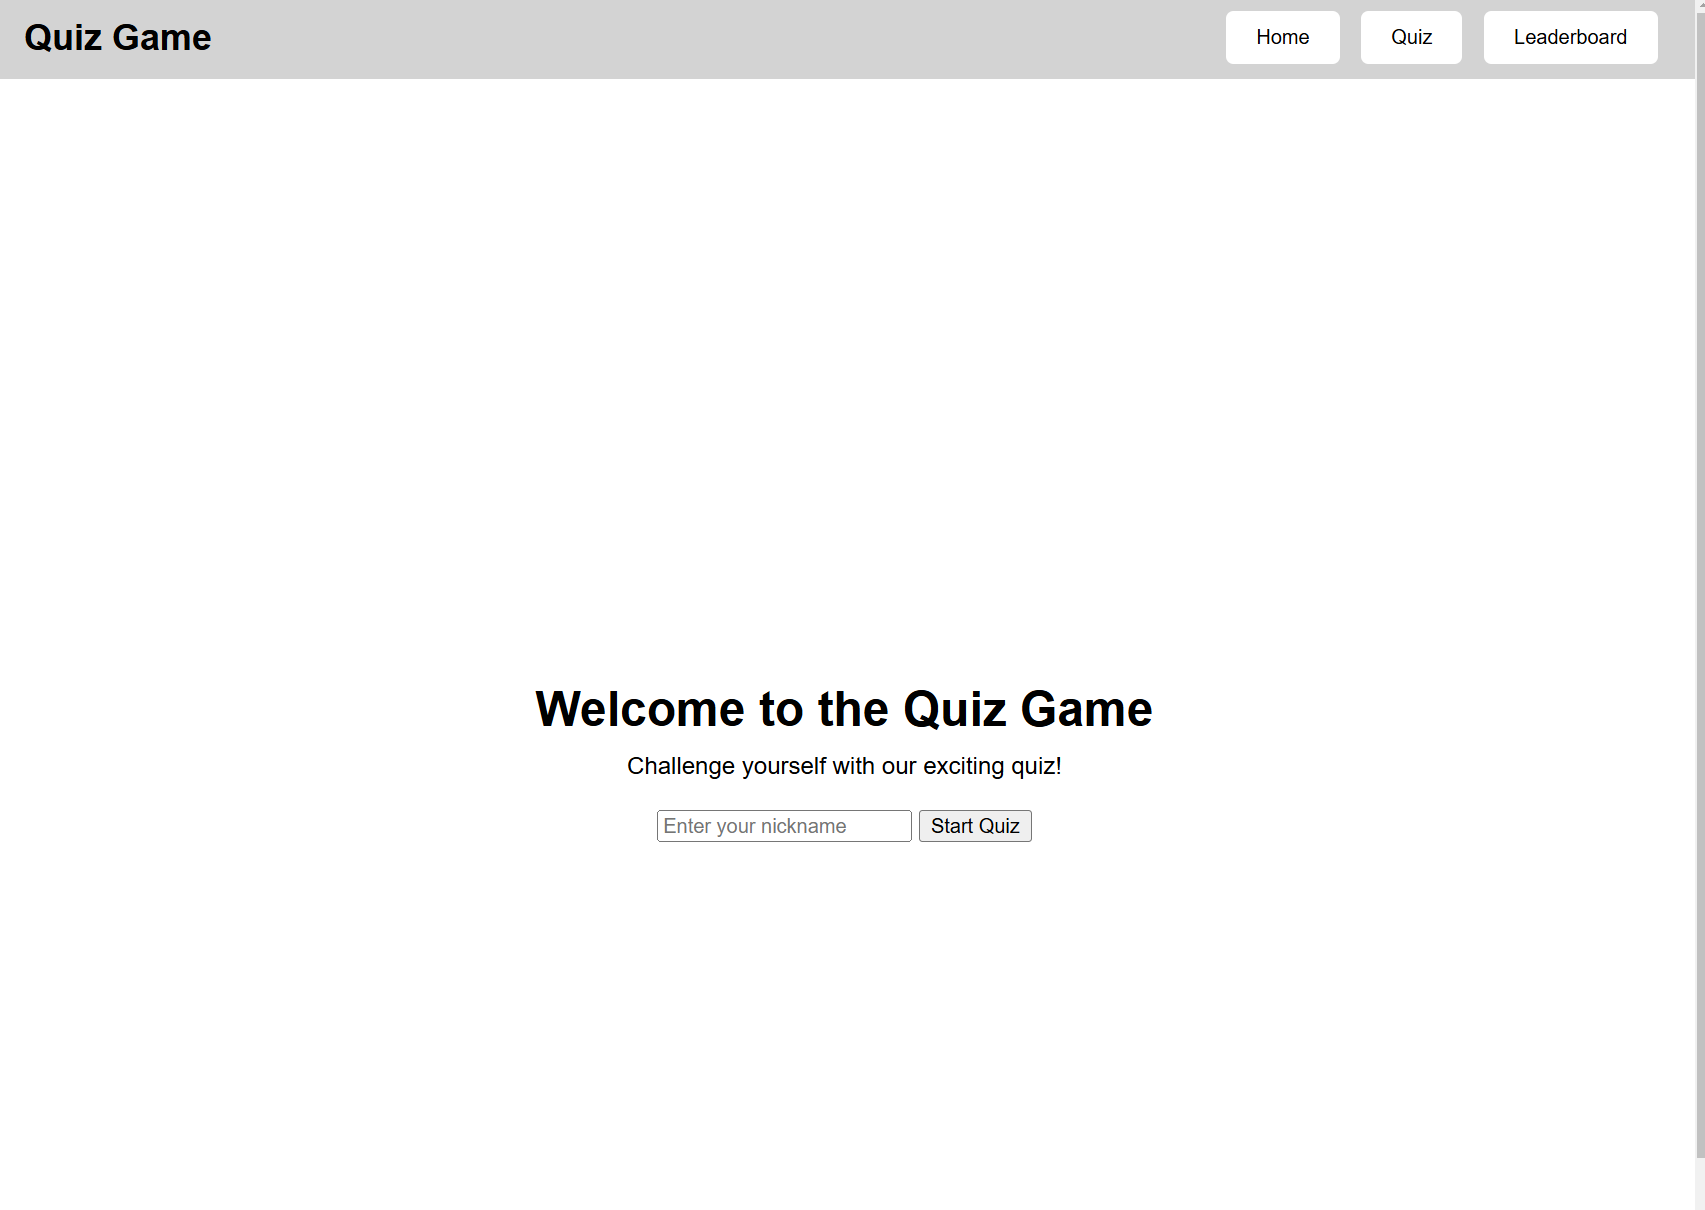 Quiz Game
Home
Quiz
Leaderboard
Welcome to the Quiz Game
Challenge yourself with our exciting quiz!
Enter your nickname
Start Quiz